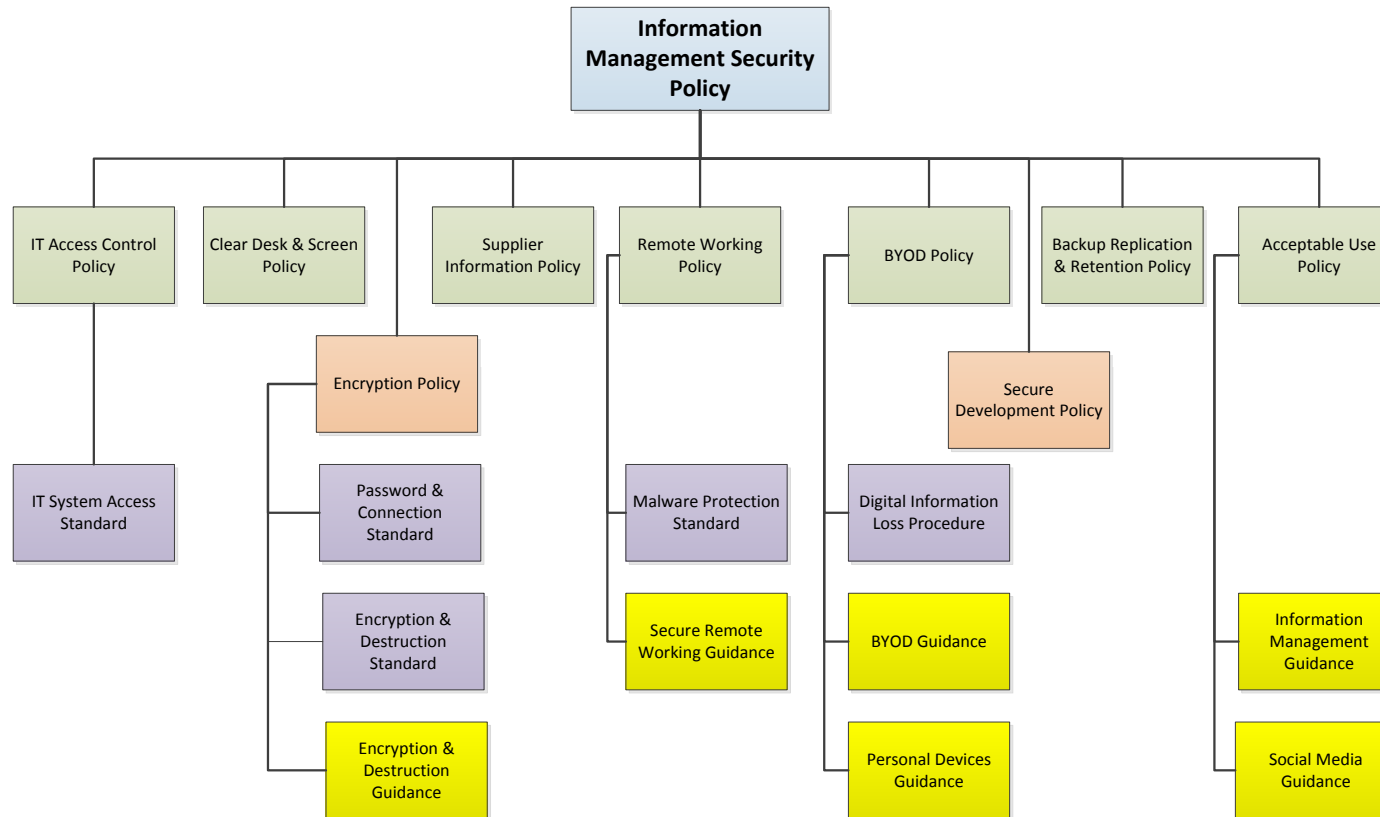 Information
Management Security
Policy
IT Access Control
Policy
Clear Desk & Screen
Policy
Supplier
Information Policy
Remote Working
Policy
BYOD Policy
Backup Replication
& Retention Policy
Acceptable Use
Policy
Encryption Policy
Secure
Development Policy
IT System Access
Standard
Password &
Connection
Standard
Malware Protection
Standard
Digital Information
Loss Procedure
Encryption &
Destruction
Standard
Secure Remote
Working Guidance
BYOD Guidance
Information
Management
Guidance
Encryption &
Destruction
Guidance
Personal Devices
Guidance
Social Media
Guidance